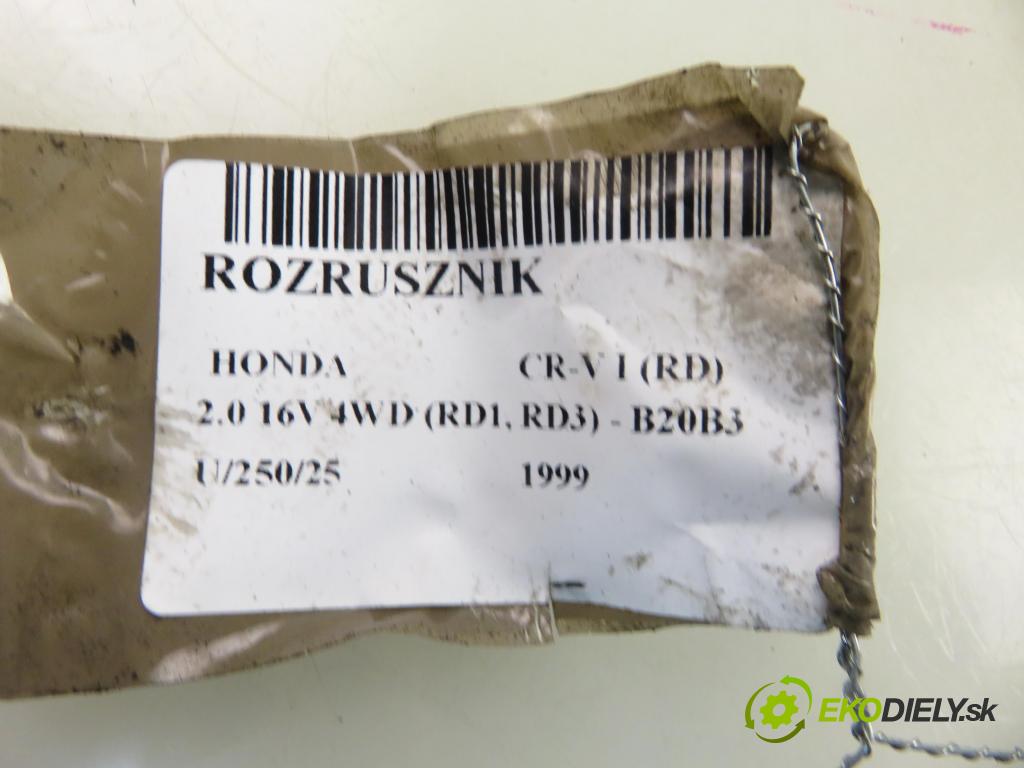 ROZRUSZNIK
HONDA CR-V I (RD)
2.0 16V 4WD (RD1, RD3) - B20B3
U/250/25 1999
EKODIELY.sk